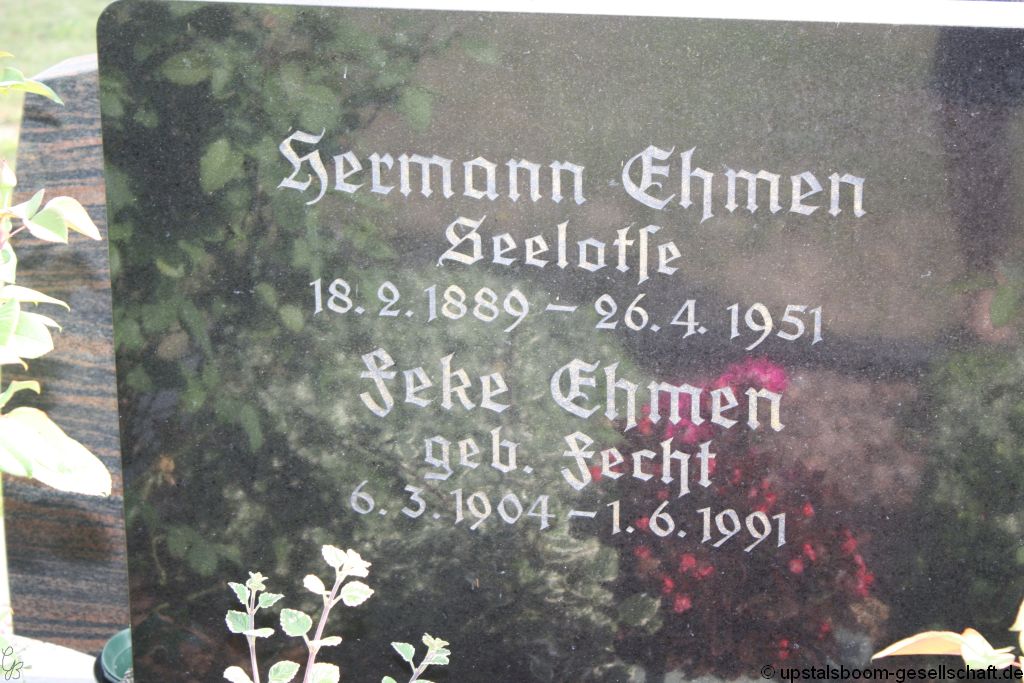 Hermann Ehmen
Seelotſe
18. 2. 1889 – 26. 4. 1951
Feke Ehmen
geb. Fecht
6. 3. 1904 – 1. 6. 1991
© upstalsboom-gesellschaft.de